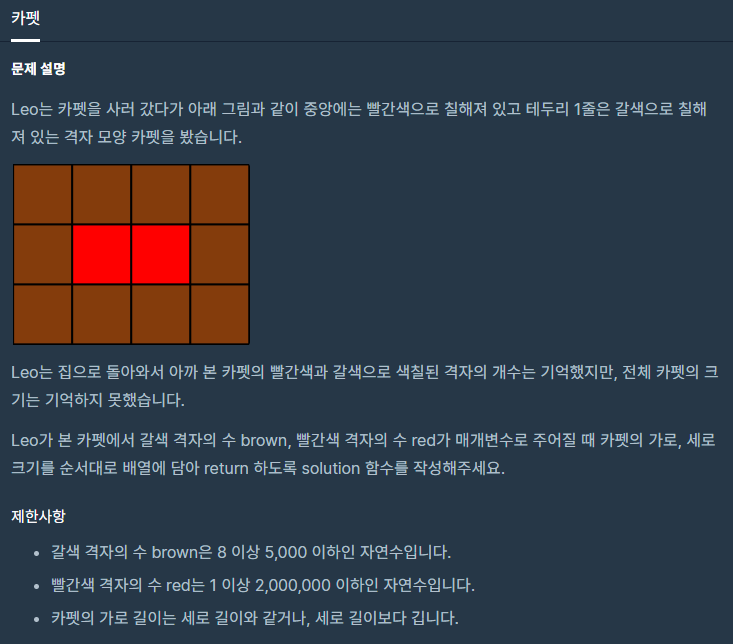 카펫
문제 설명
Leo는 카펫을 사러 갔다가 아래 그림과 같이 중앙에는 빨간색으로 칠해져 있고 테두리 1줄은 갈색으로 칠해
져 있는 격자 모양 카펫을 봤습니다.
Leo는 집으로 돌아와서 아까 본 카펫의 빨간색과 갈색으로 색칠된 격자의 개수는 기억했지만, 전체 카펫의 크
기는 기억하지 못했습니다.
Leo가 본 카펫에서 갈색 격자의 수 brown, 빨간색 격자의 수 red가 매개변수로 주어질 때 카펫의 가로, 세로
크기를 순서대로 배열에 담아 return 하도록 solution 함수를 작성해주세요.
제한사항
• 갈색 격자의 수 brown은 8 이상 5,000 이하인 자연수입니다.
• 빨간색 격자의 수 red는 1 이상 2,000,000 이하인 자연수입니다.
• 카펫의 가로 길이는 세로 길이와 같거나, 세로 길이보다 깁니다.